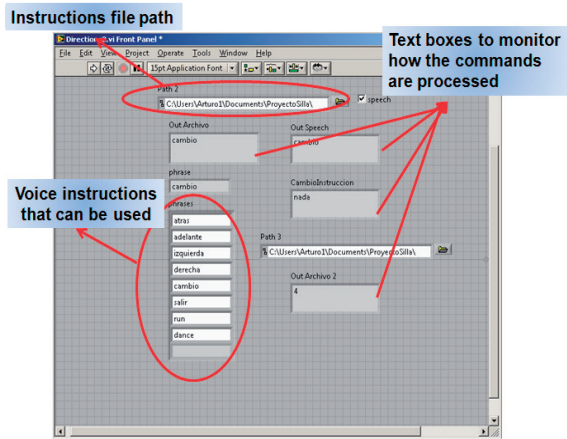 Instructions file path
Direction 2.vi Front Panel *
File Edit View Project Operate Tools Window Help
15pt Application Font
Text boxes to monitor
how the commands
are processed
Path 2
C:\Users\Arturo1\Documents\ProyectoSilla\
speech
Out Archivo
cambio
Out Speech
cambio
phrase
cambio
CambioInstruccion
nada
Voice instructions
that can be used
phrases
atras
adelante
izquierda
derecha
cambio
salir
run
dance
Path 3
C:\Users\Arturo1\Documents\ProyectoSilla\
Out Archivo 2
4